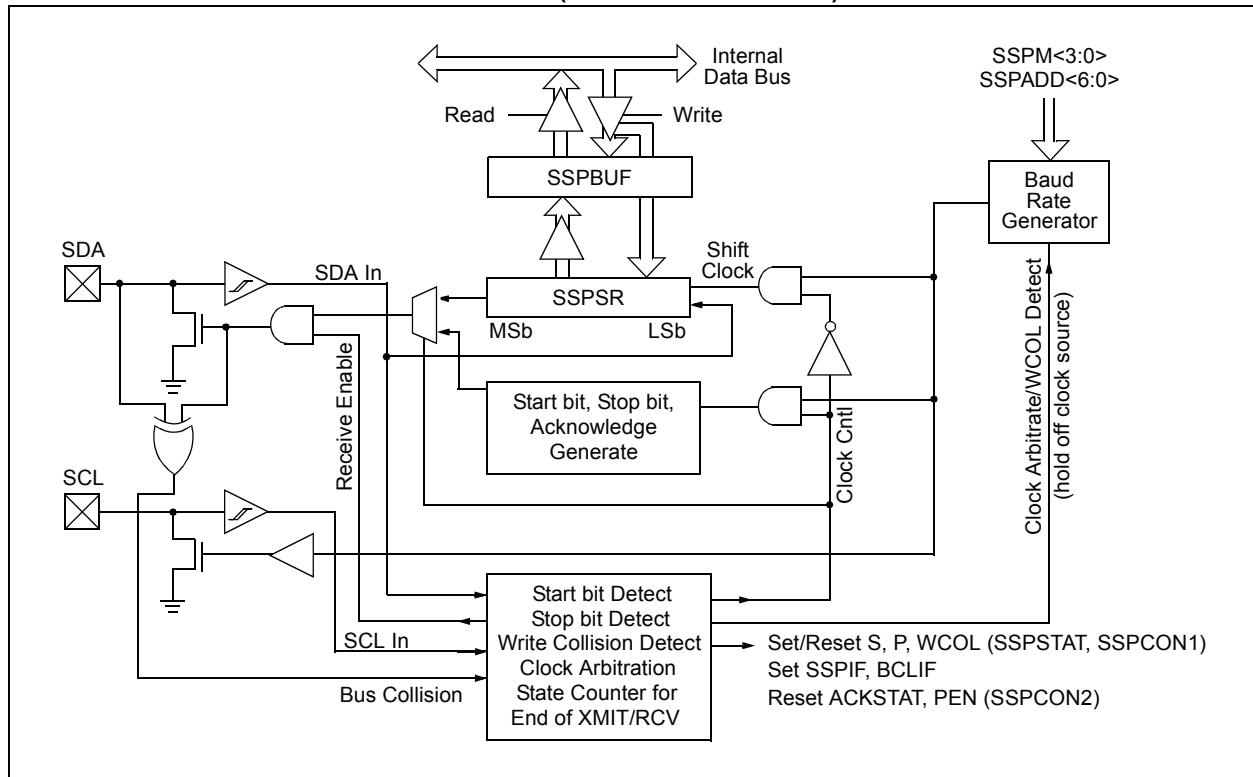 Internal
Data Bus
SSPM<3:0>
SSPADD<6:0>
Read
Write
SSPBUF
Baud
Rate
Generator
SDA
SDA In
Shift
Clock
SSPSR
MSb
LSb
Receive Enable
Start bit, Stop bit,
Acknowledge
Generate
Clock Cntl
Clock Arbitrate/WCOL Detect
(hold off clock source)
SCL
SCL In
Bus Collision
Start bit Detect
Stop bit Detect
Write Collision Detect
Clock Arbitration
State Counter for
End of XMIT/RCV
Set/Reset S, P, WCOL (SSPSTAT, SSPCON1)
Set SSPIF, BCLIF
Reset ACKSTAT, PEN (SSPCON2)